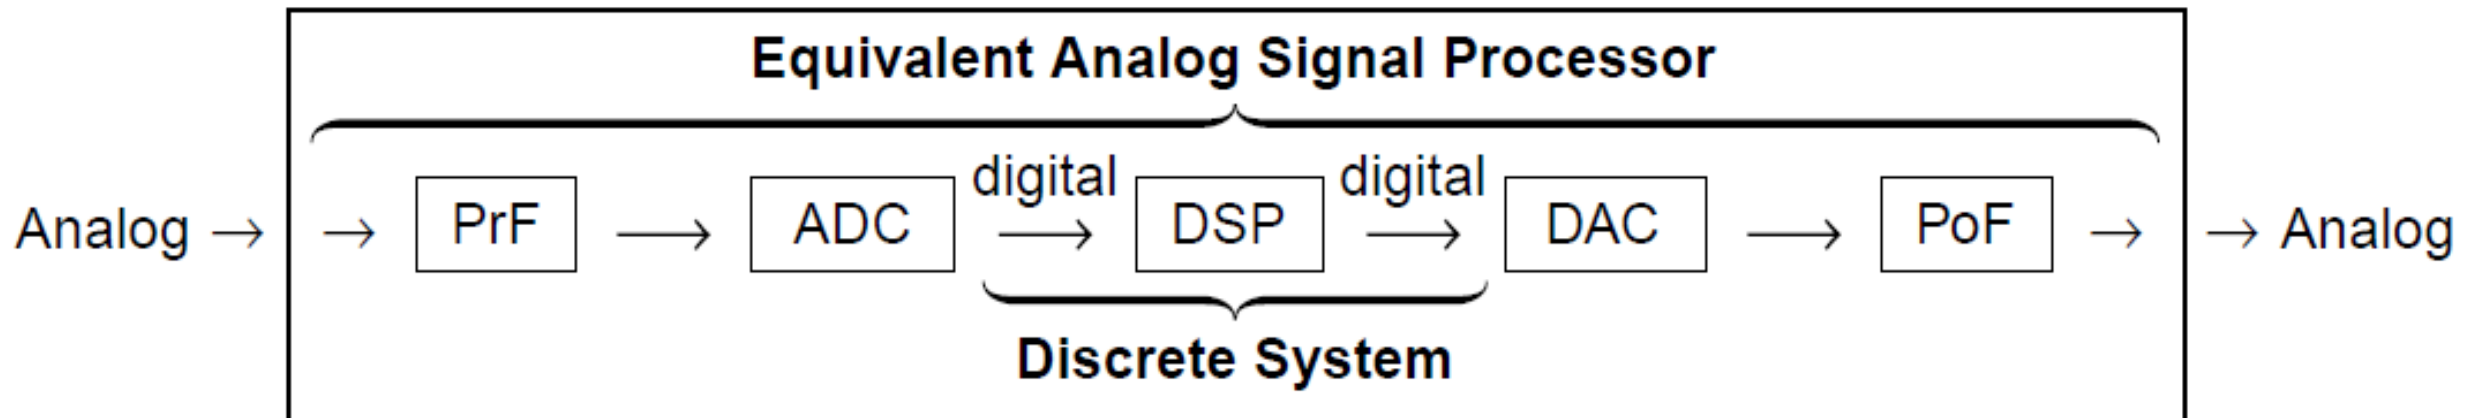 Equivalent Analog Signal Processor
digital digital
Analog → → PrF → ADC → DSP → DAC → PoF → → Analog
Discrete System